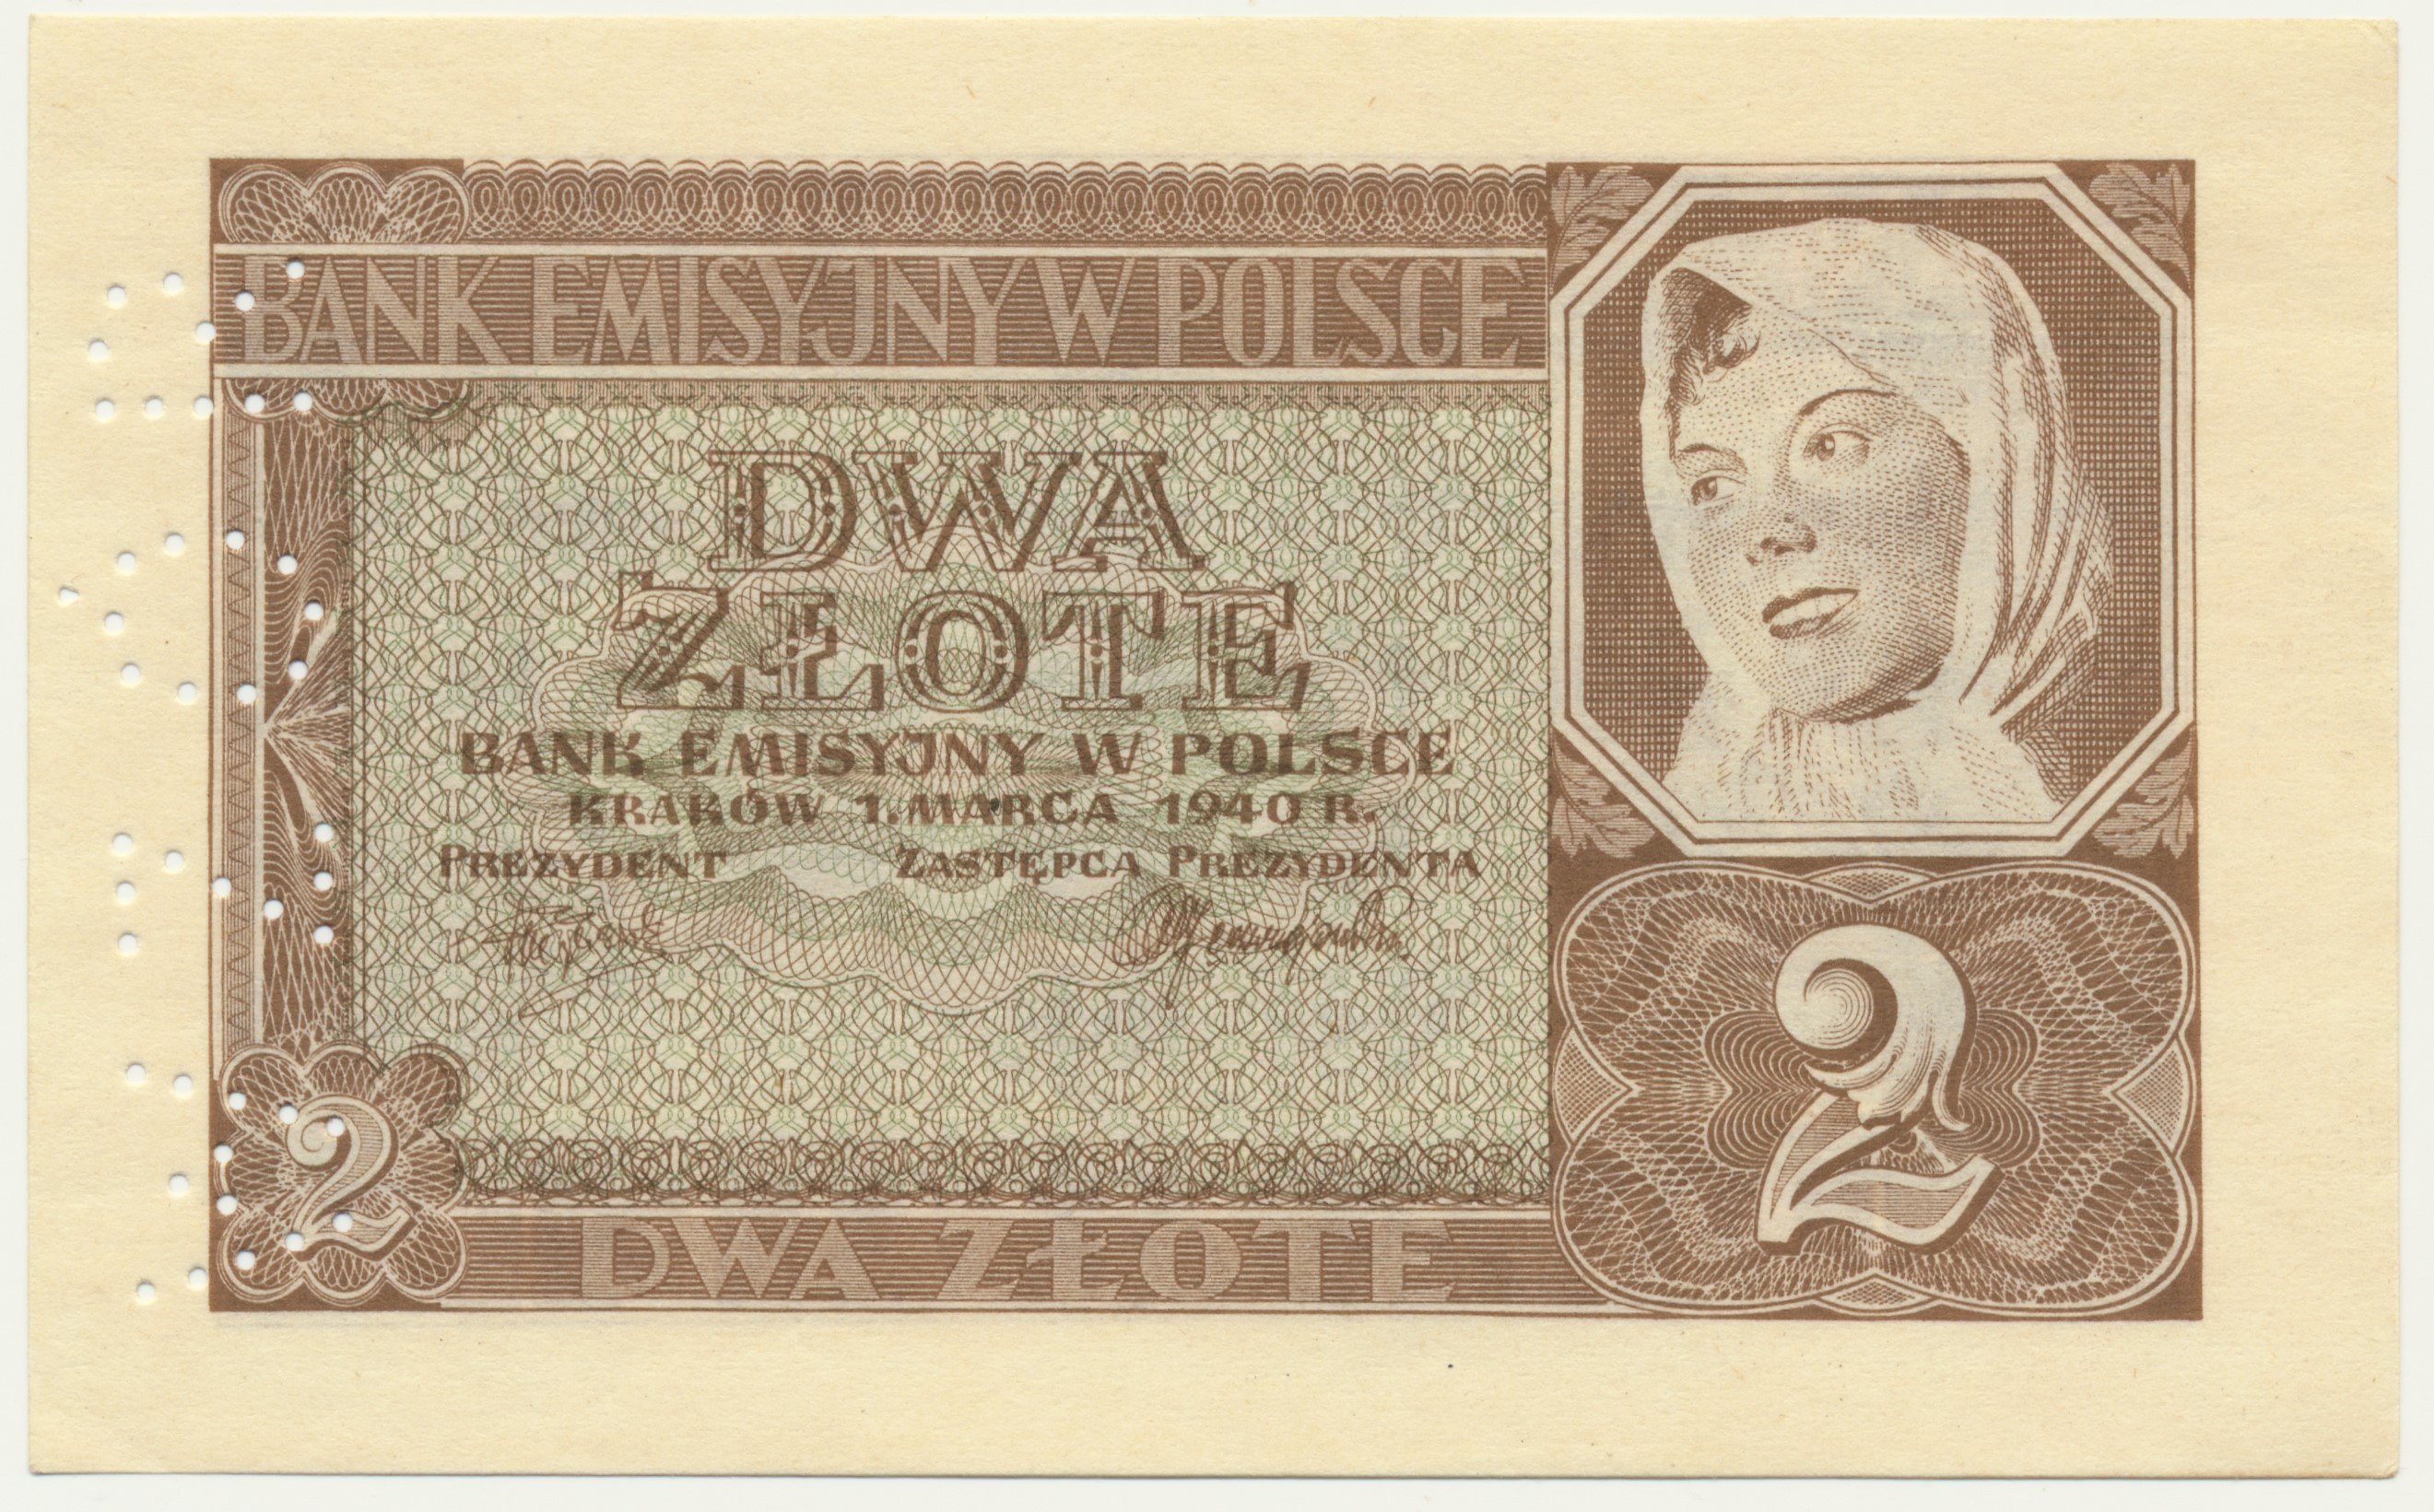 BANK EMISYJNY W POLSCE
DWA
ZŁOTE
BANK EMISYJNY W POLSCE
KRAKÓW 1. MARCA 1940 R.
PREZYDENT ZASTĘPCA PREZYDENTA
2
2
DWA ZŁOTE
WZÓR